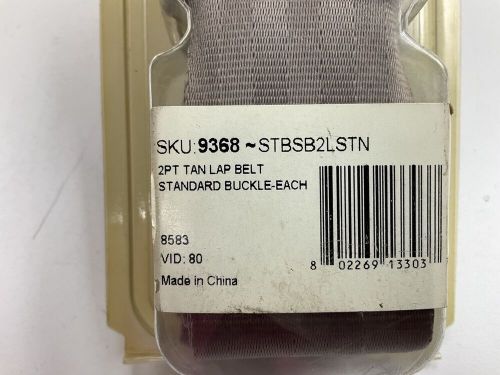 SKU:9368 ~STBSB2LSTN
2PT TAN LAP BELT
STANDARD BUCKLE-EACH
8583
VID: 80
Made in China
8 02269 13303